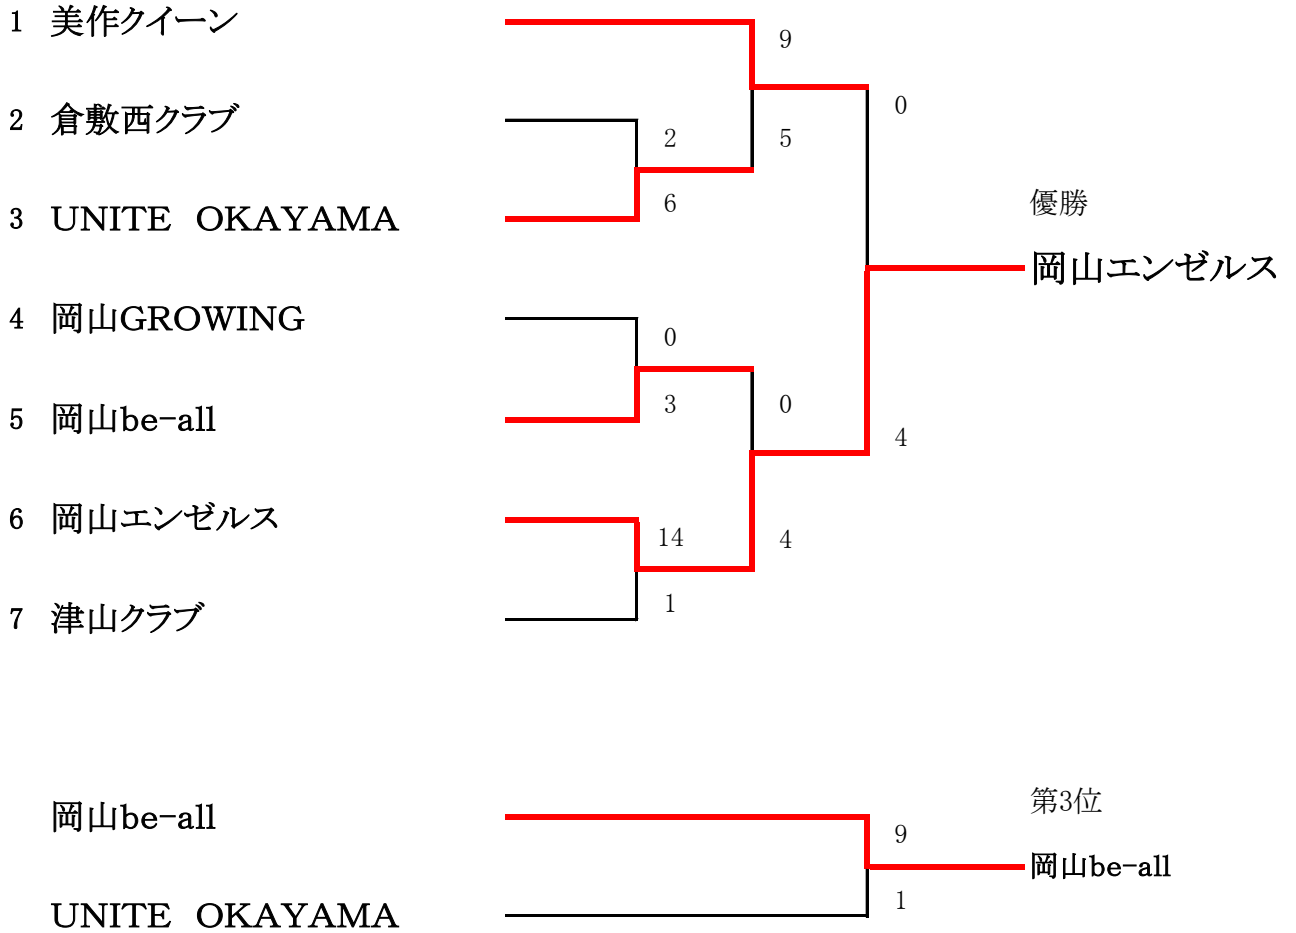 1 美作クイーン
9
0
2 倉敷西クラブ
2
5
6
3 UNITE　OKAYAMA
優勝
岡山エンゼルス
4 岡山GROWING
0
3
0
5 岡山be-all
4
6 岡山エンゼルス
14
4
1
7 津山クラブ
岡山be-all
第3位
9
岡山be-all
1
UNITE　OKAYAMA